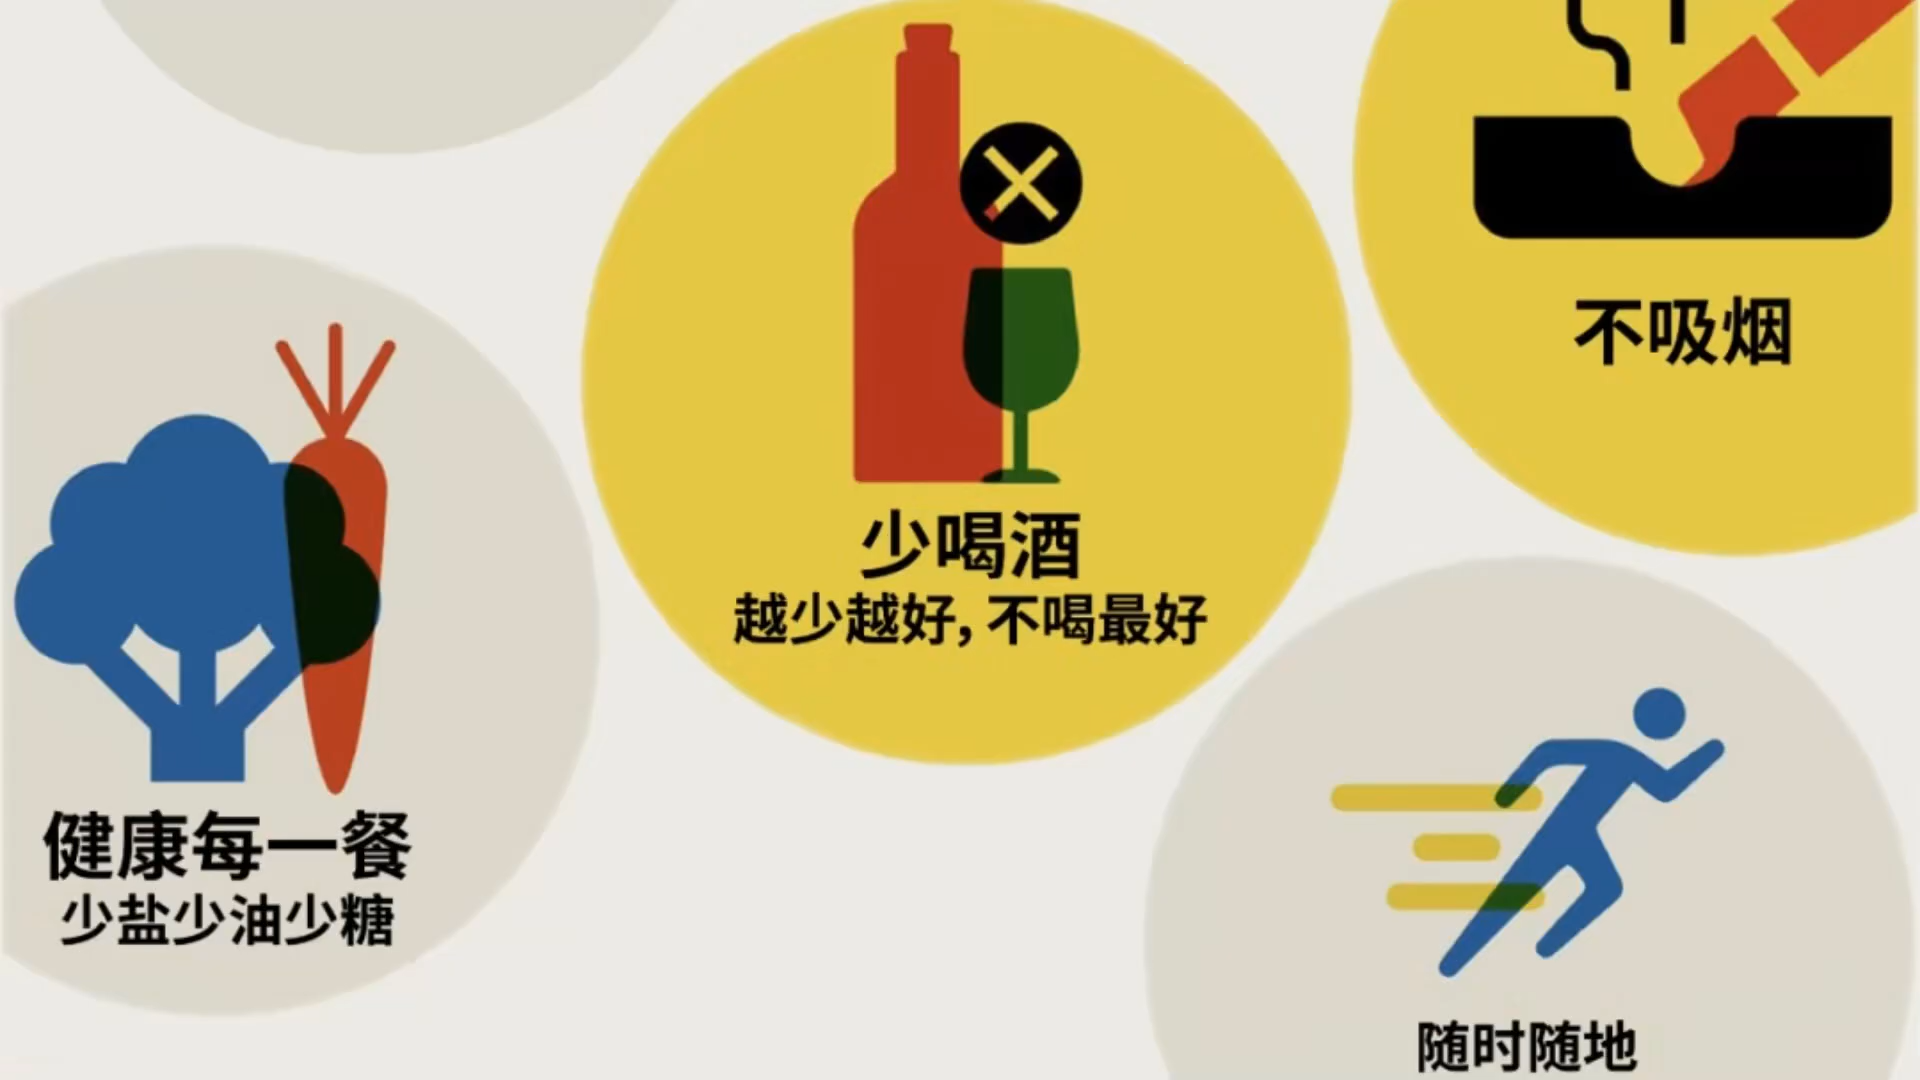 不吸烟
少喝酒
越少越好, 不喝最好
健康每一餐
少盐少油少糖
随时随地